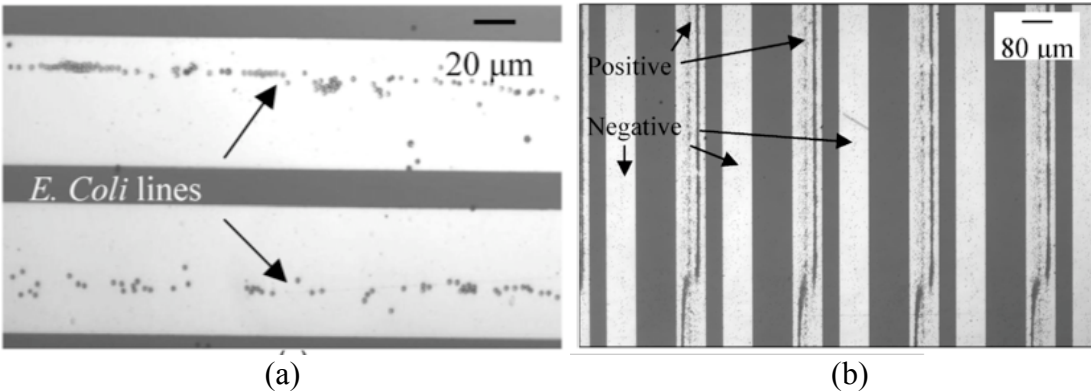 20 µm
E. Coli lines
(a)
80 µm
Positive
Negative
(b)